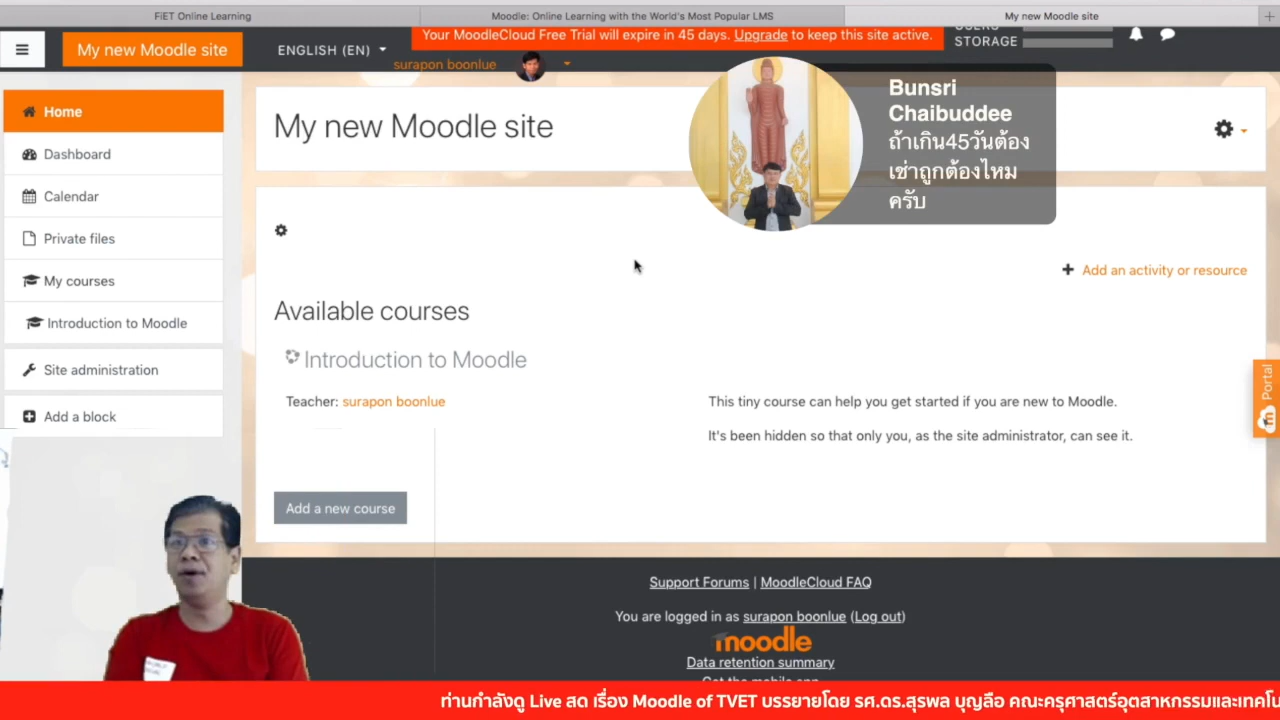 FiET Online Learning
Moodle: Online Learning with the World's Most Popular LMS
My new Moodle site
My new Moodle site
ENGLISH (EN)
Your MoodleCloud Free Trial will expire in 45 days. Upgrade to keep this site active.
STORAGE
surapon boonlue
Home
Dashboard
Calendar
Private files
My courses
Introduction to Moodle
Site administration
Add a block
My new Moodle site
Bunsri
Chaibuddee
ถ้าเกิน45วันต้อง
เช่าถูกต้องไหม
ครับ
Add an activity or resource
Available courses
Introduction to Moodle
Teacher: surapon boonlue
This tiny course can help you get started if you are new to Moodle.
It's been hidden so that only you, as the site administrator, can see it.
Add a new course
Portal
Support Forums | MoodleCloud FAQ
You are logged in as surapon boonlue (Log out)
moodle
Data retention summary
Get the mobile app
ท่านกำลังดู Live สด เรื่อง Moodle of TVET บรรยายโดย รศ.ดร.สุรพล บุญลือ คณะครุศาสตร์อุตสาหกรรมและเทคโน